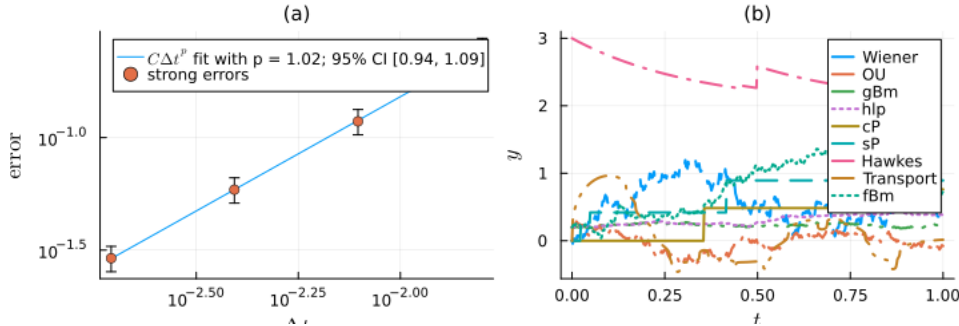 (a)
CΔt^p fit with p = 1.02; 95% CI [0.94, 1.09]
strong errors
error
10^-1.0
10^-1.5
10^-2.50
10^-2.25
10^-2.00
Δt
(b)
Wiener
OU
gBm
hlp
cP
sP
Hawkes
Transport
fBm
y
3
2
1
0
0.00
0.25
0.50
0.75
1.00
t